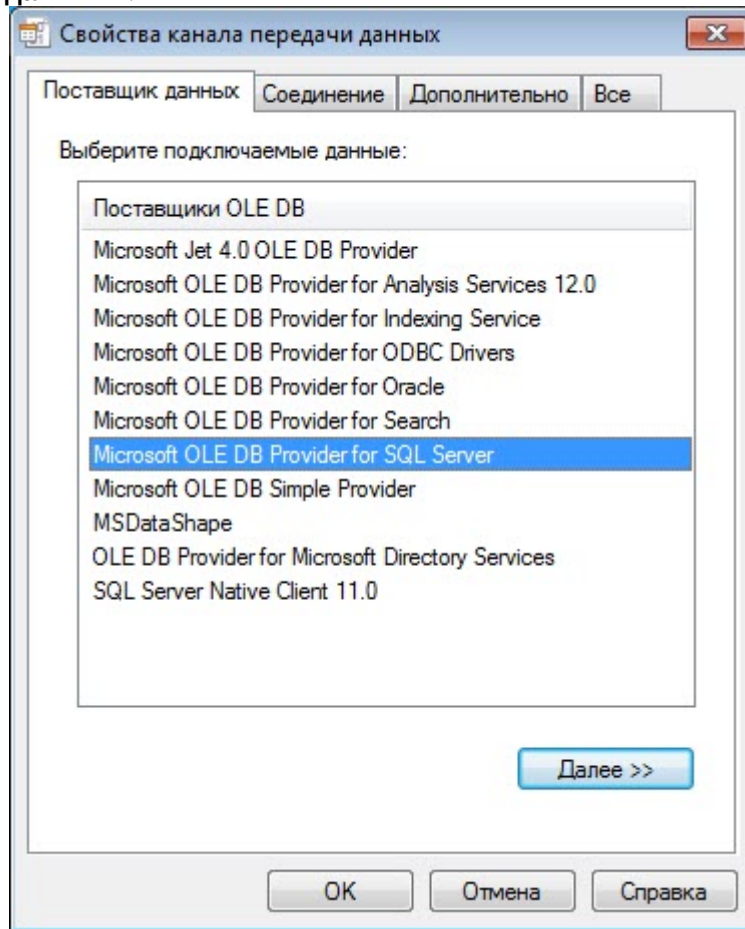 Свойства канала передачи данных
Поставщик данных Соединение Дополнительно Все
Выберите подключаемые данные:
Поставщики OLE DB
Microsoft Jet 4.0 OLE DB Provider
Microsoft OLE DB Provider for Analysis Services 12.0
Microsoft OLE DB Provider for Indexing Service
Microsoft OLE DB Provider for ODBC Drivers
Microsoft OLE DB Provider for Oracle
Microsoft OLE DB Provider for Search
Microsoft OLE DB Provider for SQL Server
Microsoft OLE DB Simple Provider
MSDataShape
OLE DB Provider for Microsoft Directory Services
SQL Server Native Client 11.0
Далее >>
OK Отмена Справка